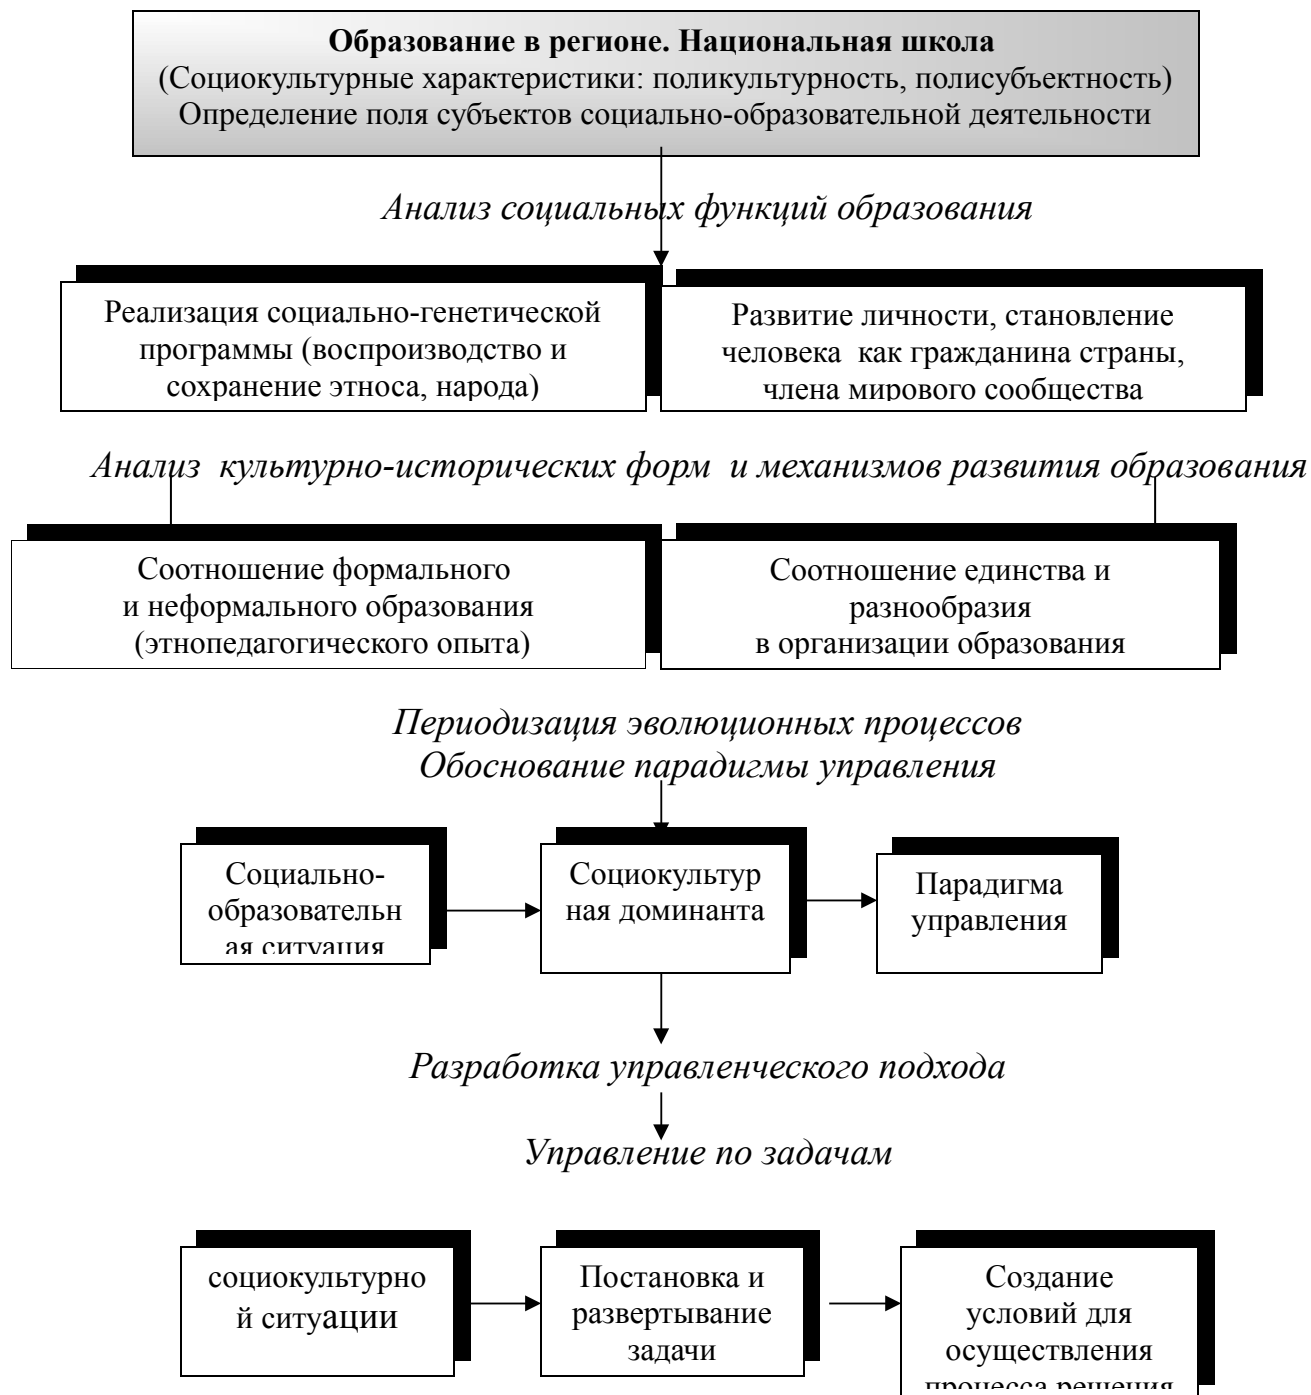 Образование в регионе. Национальная школа
(Социокультурные характеристики: поликультурность, полисубъектность)
Определение поля субъектов социально-образовательной деятельности
Анализ социальных функций образования
Реализация социально-генетической
программы (воспроизводство и
сохранение этноса, народа)
Развитие личности, становление
человека как гражданина страны,
члена мирового сообщества
Анализ культурно-исторических форм и механизмов развития образования
Соотношение формального
и неформального образования
(этнопедагогического опыта)
Соотношение единства и
разнообразия
в организации образования
Периодизация эволюционных процессов
Обоснование парадигмы управления
Социально-
образовательн
ая ситуация
Социокультур
ная доминанта
Парадигма
управления
Разработка управленческого подхода
Управление по задачам
социокультурно
й ситуации
Постановка и
развертывание
задачи
Создание
условий для
осуществления
процесса решения